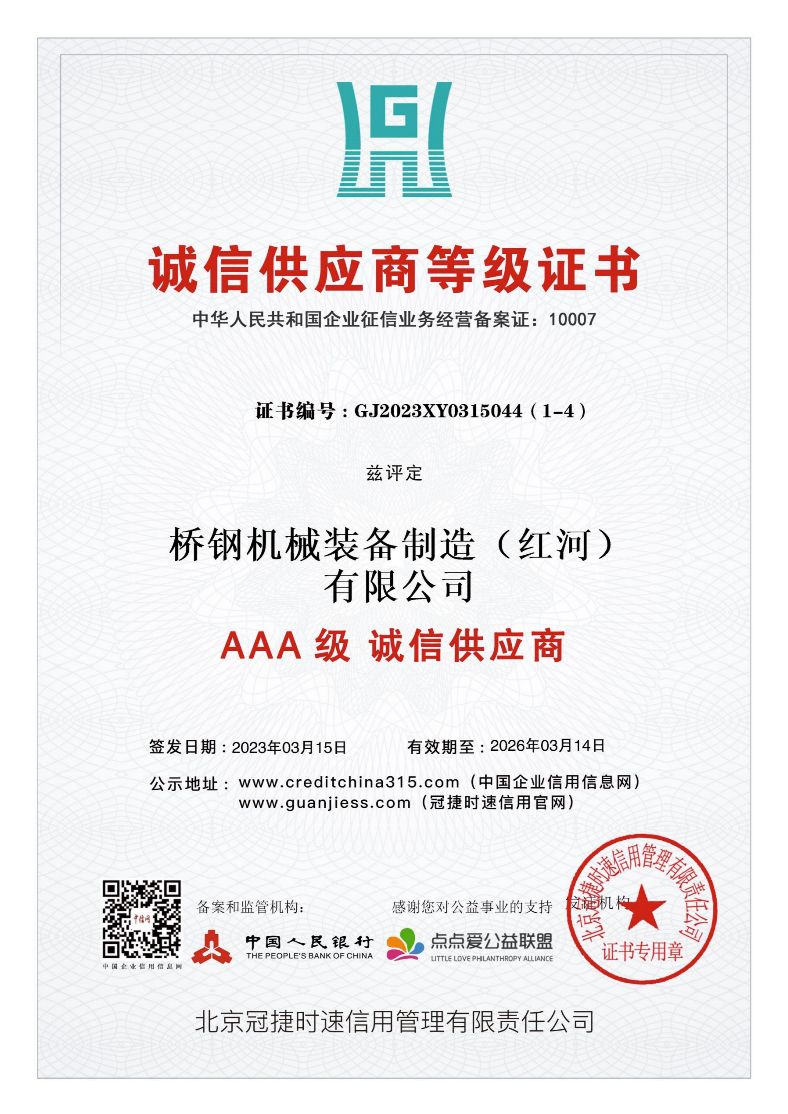 诚信供应商等级证书
中华人民共和国企业征信业务经营备案证：10007
证书编号：GJ2023XY0315044（1-4）
兹评定
桥钢机械装备制造（红河）
有限公司
AAA 级 诚信供应商
签发日期：2023年03月15日 有效期至：2026年03月14日
公示地址：www.creditchina315.com（中国企业信用信息网）
www.guanjiess.com（冠捷时速信用官网）
备案和监管机构： 感谢您对公益事业的支持 发证机构
中国人民银行
THE PEOPLE'S BANK OF CHINA
点点爱公益联盟
LITTLE LOVE PHILANTHROPY ALLIANCE
中信网
中国企业信用信息网
北京冠捷时速信用管理有限责任公司
证书专用章
北京冠捷时速信用管理有限责任公司